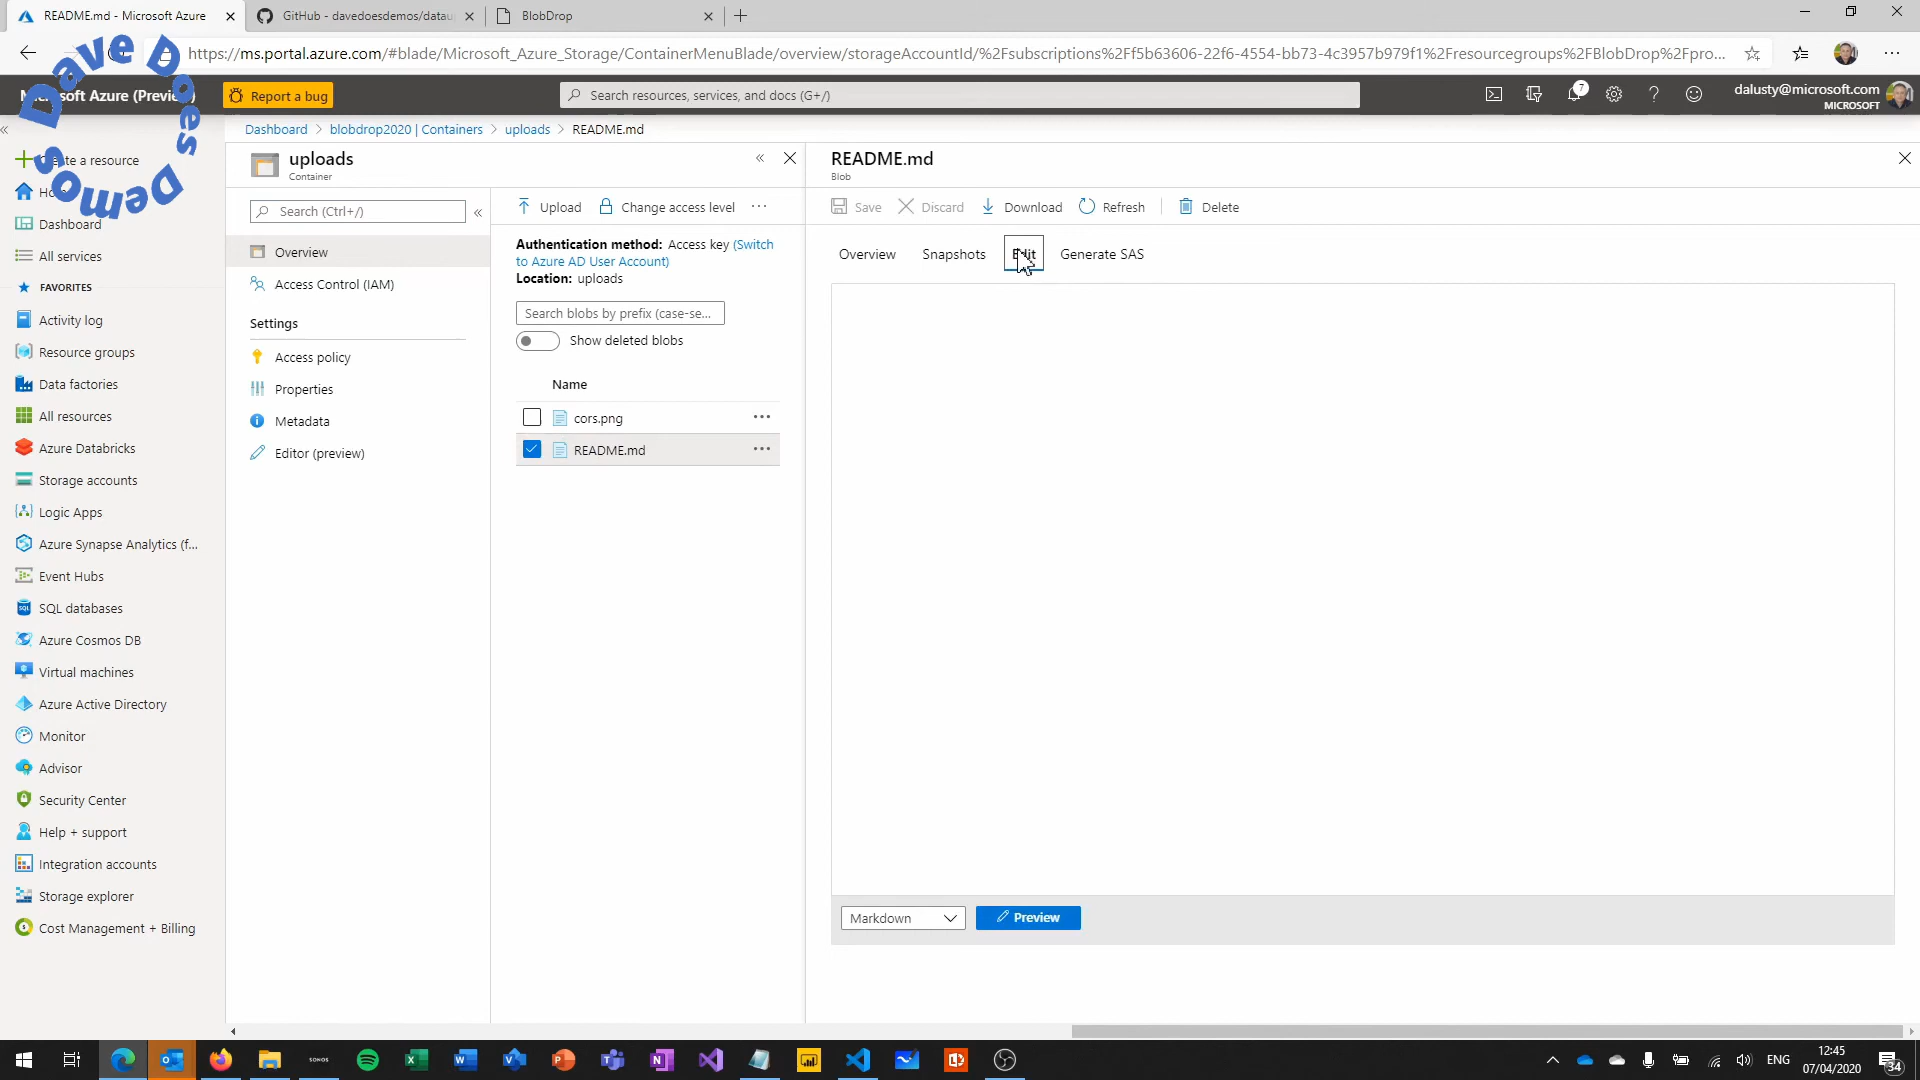 README.md - Microsoft Azure
GitHub - davedoesdemos/datau
BlobDrop
https://ms.portal.azure.com/#blade/Microsoft_Azure_Storage/ContainerMenuBlade/overview/storageAccountId/%2Fsubscriptions%2Ff5b63606-22f6-4554-bb73-4c3957b979f1%2Fresourcegroups%2FBlobDrop%2Fpro...
Dave Does Demos
soft Azure (Previe
Report a bug
Search resources, services, and docs (G+/)
7
dalusty@microsoft.com
MICROSOFT
Dashboard > blobdrop2020 | Containers > uploads > README.md
uploads
Container
README.md
Blob
Create a resource
Home
Dashboard
All services
FAVORITES
Activity log
Resource groups
Data factories
All resources
Azure Databricks
Storage accounts
Logic Apps
Azure Synapse Analytics (f...
Event Hubs
SQL databases
Azure Cosmos DB
Virtual machines
Azure Active Directory
Monitor
Advisor
Security Center
Help + support
Integration accounts
Storage explorer
Cost Management + Billing
Search (Ctrl+/)
Overview
Access Control (IAM)
Settings
Access policy
Properties
Metadata
Editor (preview)
Upload
Change access level
Authentication method: Access key (Switch
to Azure AD User Account)
Location: uploads
Search blobs by prefix (case-se...
Show deleted blobs
Name
cors.png
README.md
Save
Discard
Download
Refresh
Delete
Overview
Snapshots
Edit
Generate SAS
Markdown
Preview
SONOS
ENG
12:45
07/04/2020
34